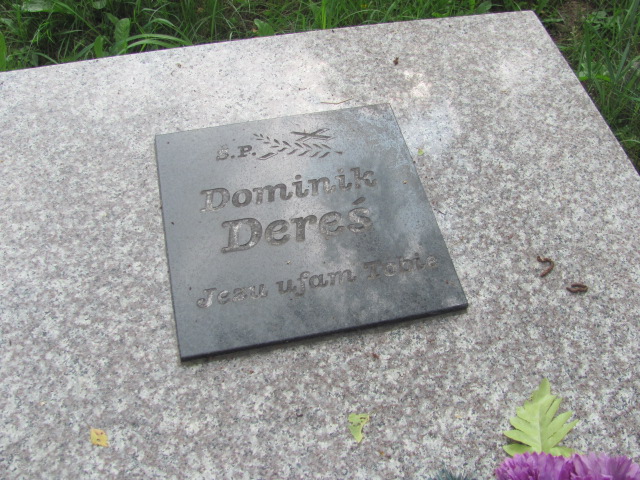 Ś.P.
Dominik
Dereś
Jezu ufam Tobie